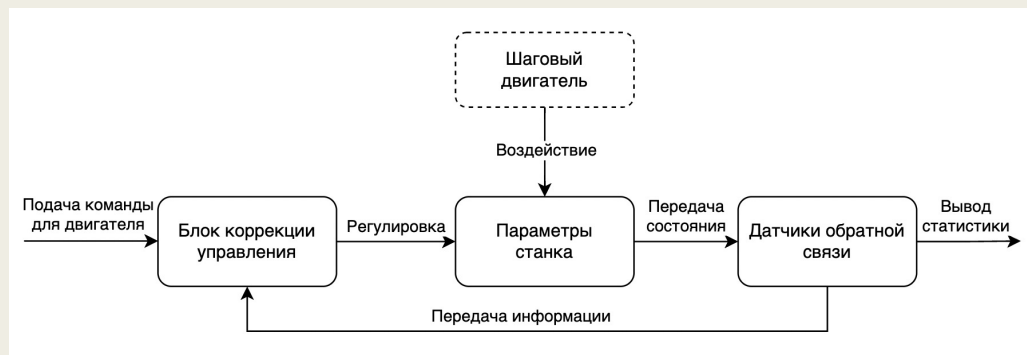 Шаговый
двигатель
Воздействие
Подача команды
для двигателя
Блок коррекции
управления
Регулировка
Параметры
станка
Передача
состояния
Датчики обратной
связи
Вывод
статистики
Передача информации